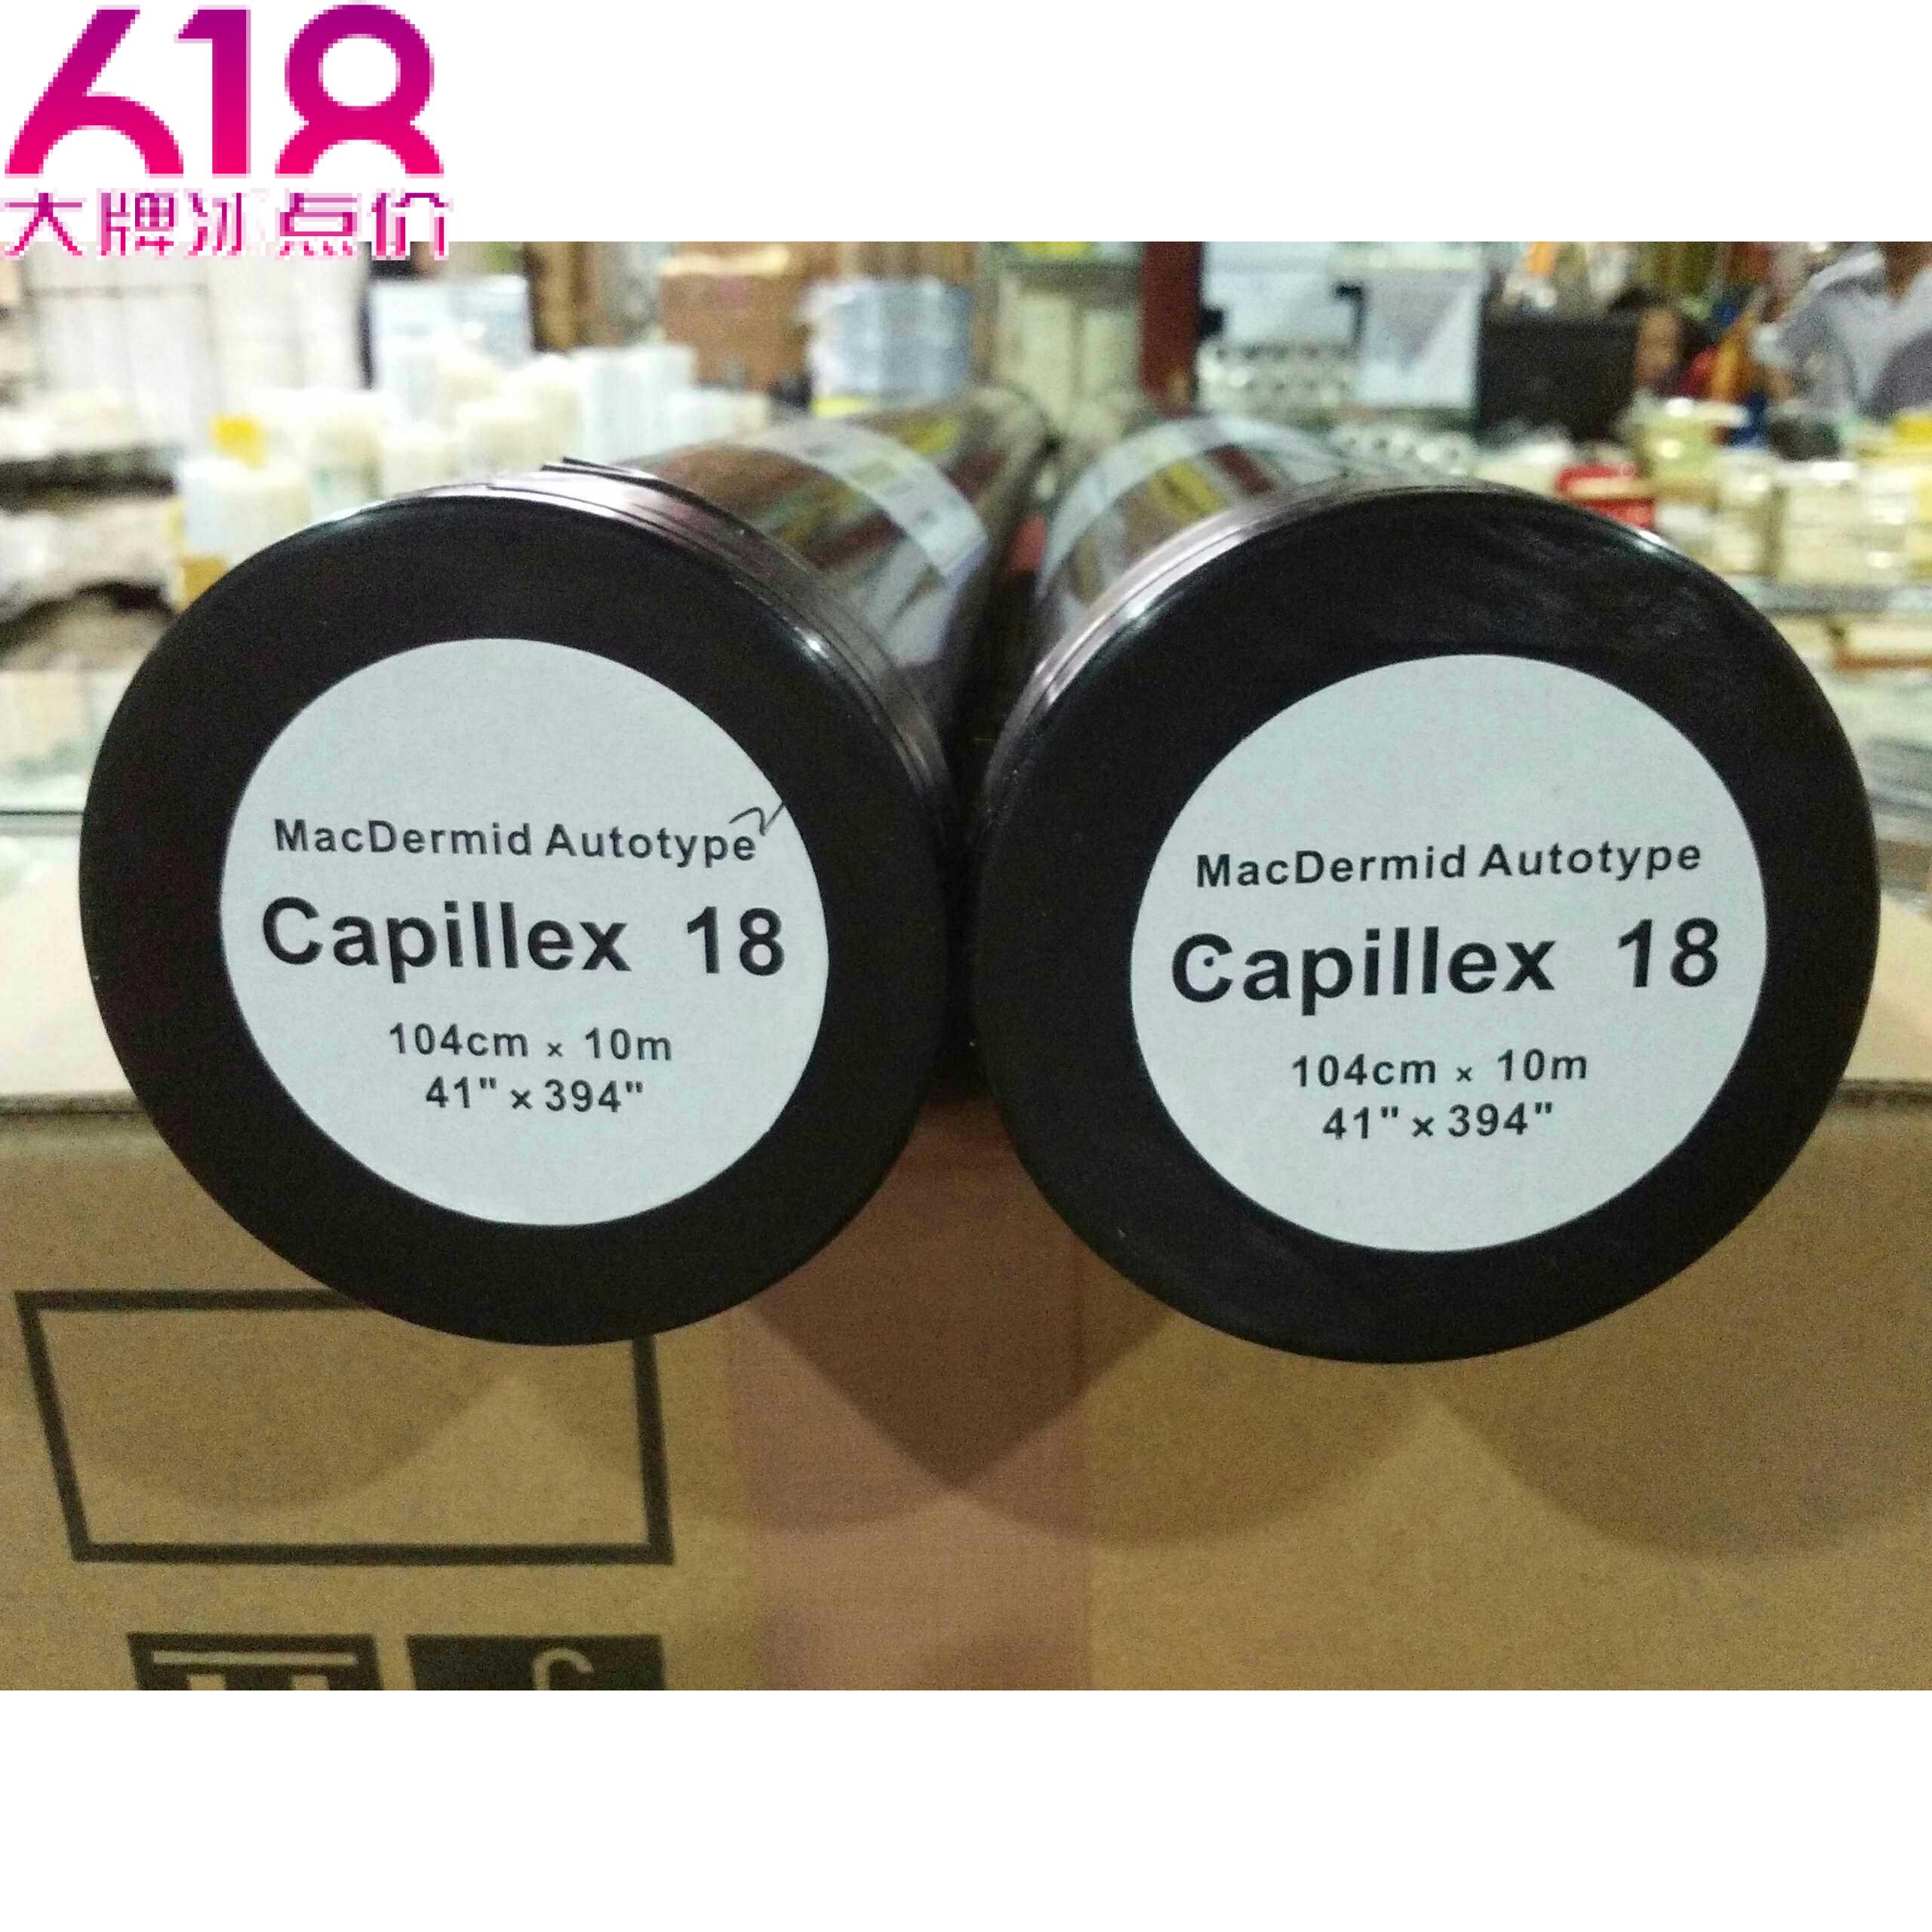 618
大牌冰点价
MacDermid Autotype
Capillex 18
104cm × 10m
41" × 394"
MacDermid Autotype
Capillex 18
104cm × 10m
41" × 394"